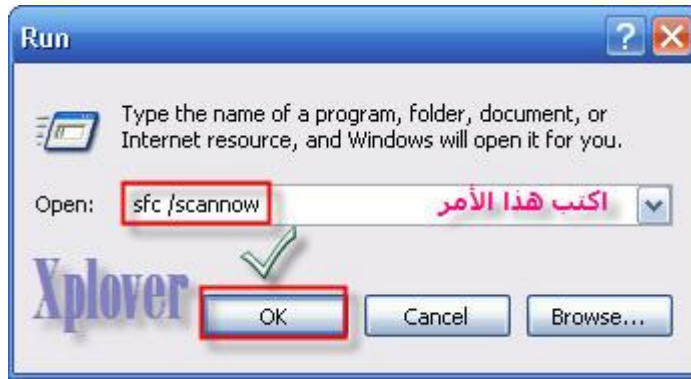 Run
Type the name of a program, folder, document, or
Internet resource, and Windows will open it for you.
Open:
sfc /scannow
اكتب هذا الأمر
Xplover
OK
Cancel
Browse...